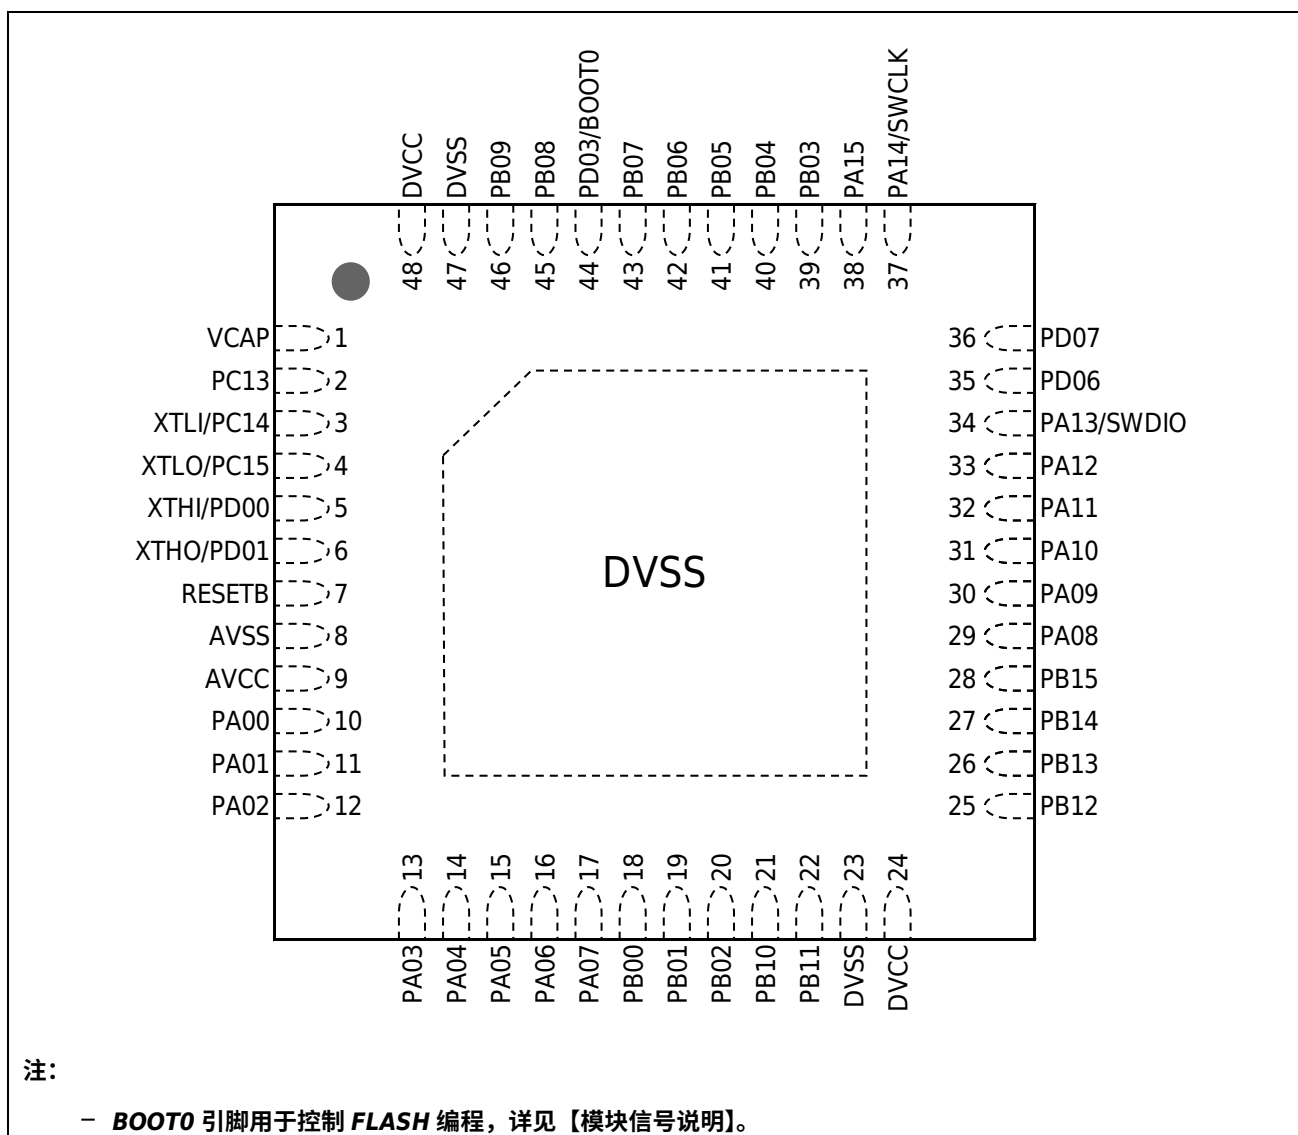 DVCC
DVSS
PB09
PB08
PD03/BOOT0
PB07
PB06
PB05
PB04
PB03
PA15
PA14/SWCLK
48
47
46
45
44
43
42
41
40
39
38
37
VCAP 1
PC13 2
XTLI/PC14 3
XTLO/PC15 4
XTHI/PD00 5
XTHO/PD01 6
RESETB 7
AVSS 8
AVCC 9
PA00 10
PA01 11
PA02 12
36 PD07
35 PD06
34 PA13/SWDIO
33 PA12
32 PA11
31 PA10
30 PA09
29 PA08
28 PB15
27 PB14
26 PB13
25 PB12
DVSS
13
14
15
16
17
18
19
20
21
22
23
24
PA03
PA04
PA05
PA06
PA07
PB00
PB01
PB02
PB10
PB11
DVSS
DVCC
注：
– BOOT0 引脚用于控制 FLASH 编程，详见【模块信号说明】。